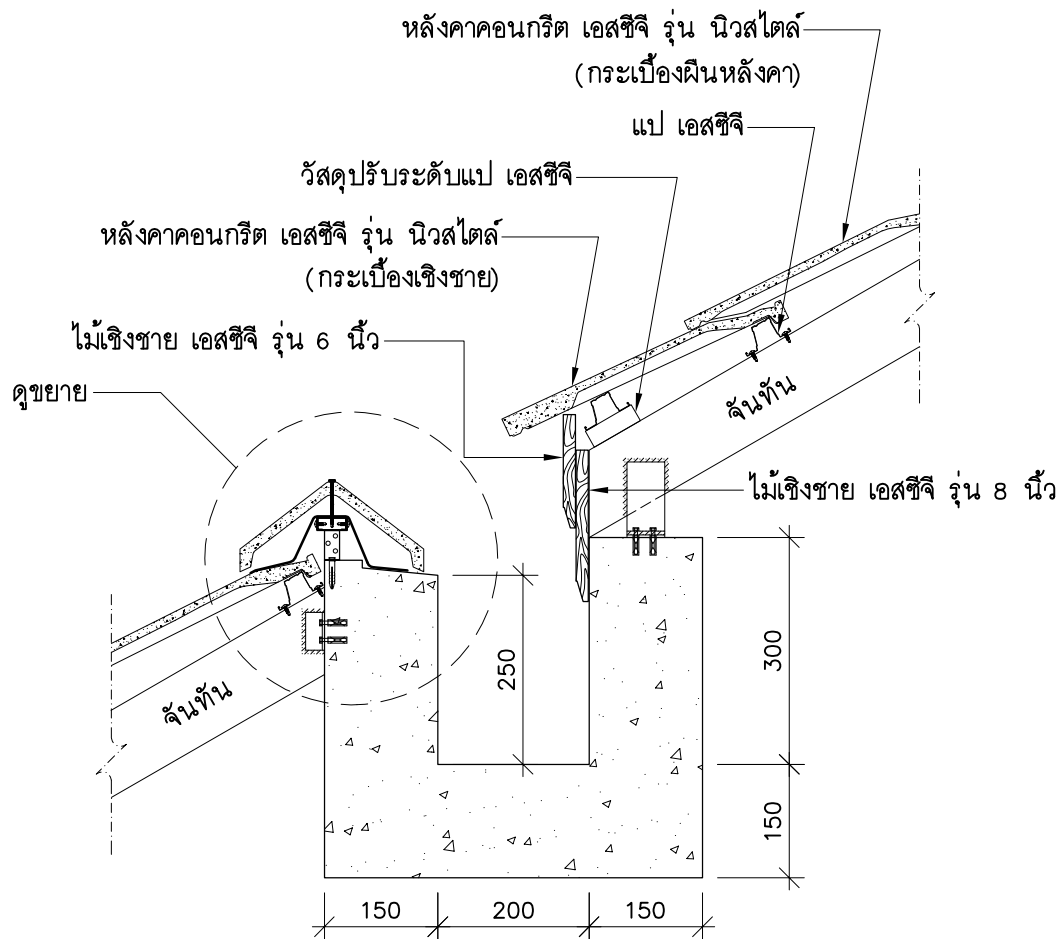 หลังคาคอนกรีต เอสซีจี รุ่น นิวสไตล์
(กระเบื้องผืนหลังคา)
แป เอสซีจี
วัสดุปรับระดับแป เอสซีจี
หลังคาคอนกรีต เอสซีจี รุ่น นิวสไตล์
(กระเบื้องเชิงชาย)
ไม้เชิงชาย เอสซีจี รุ่น 6 นิ้ว
ดูขยาย
จันทัน
ไม้เชิงชาย เอสซีจี รุ่น 8 นิ้ว
จันทัน
250
300
150
150
200
150